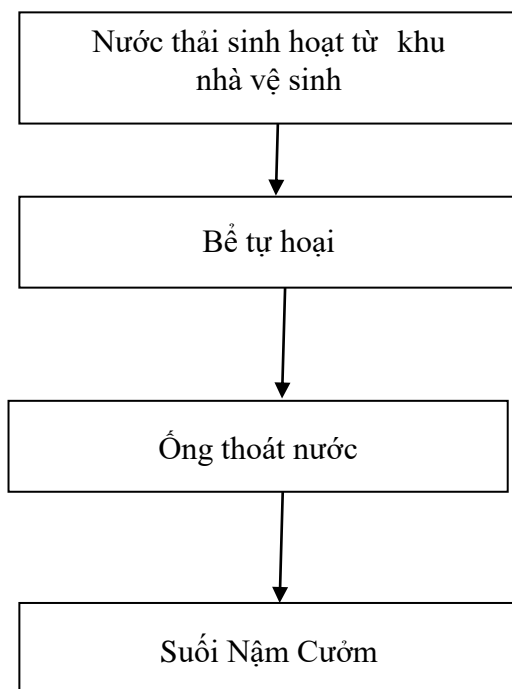 Nước thải sinh hoạt từ khu
nhà vệ sinh
Bể tự hoại
Ống thoát nước
Suối Nậm Cưởm